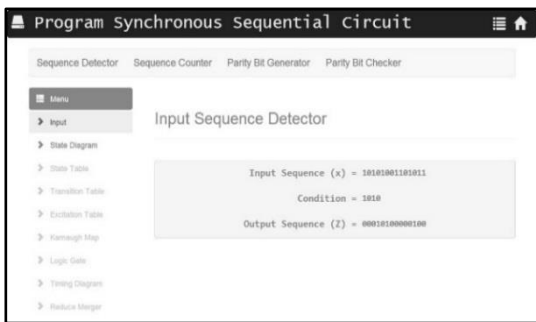 Program Synchronous Sequential Circuit
Sequence Detector Sequence Counter Parity Bit Generator Parity Bit Checker
Menu
Input
State Diagram
State Table
Transition Table
Excitation Table
Karnaugh Map
Logic Gate
Timing Diagram
Reduce Merger
Input Sequence Detector
Input Sequence (x) = 10101001101011
Condition = 1010
Output Sequence (Z) = 00010100000100